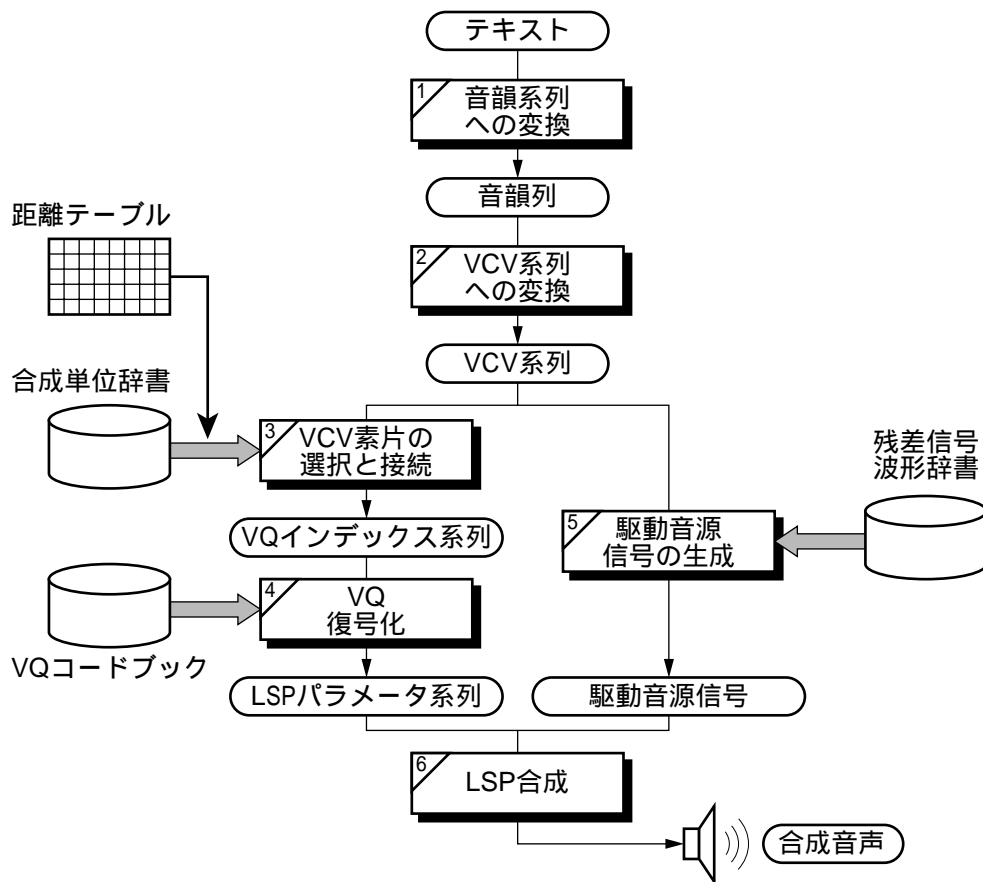 テキスト
1
音韻系列
への変換
音韻列
距離テーブル
2
VCV系列
への変換
VCV系列
合成単位辞書
3
VCV素片の
選択と接続
残差信号
波形辞書
VQインデックス系列
5
駆動音源
信号の生成
4
VQ
復号化
VQコードブック
LSPパラメータ系列
駆動音源信号
6
LSP合成
合成音声